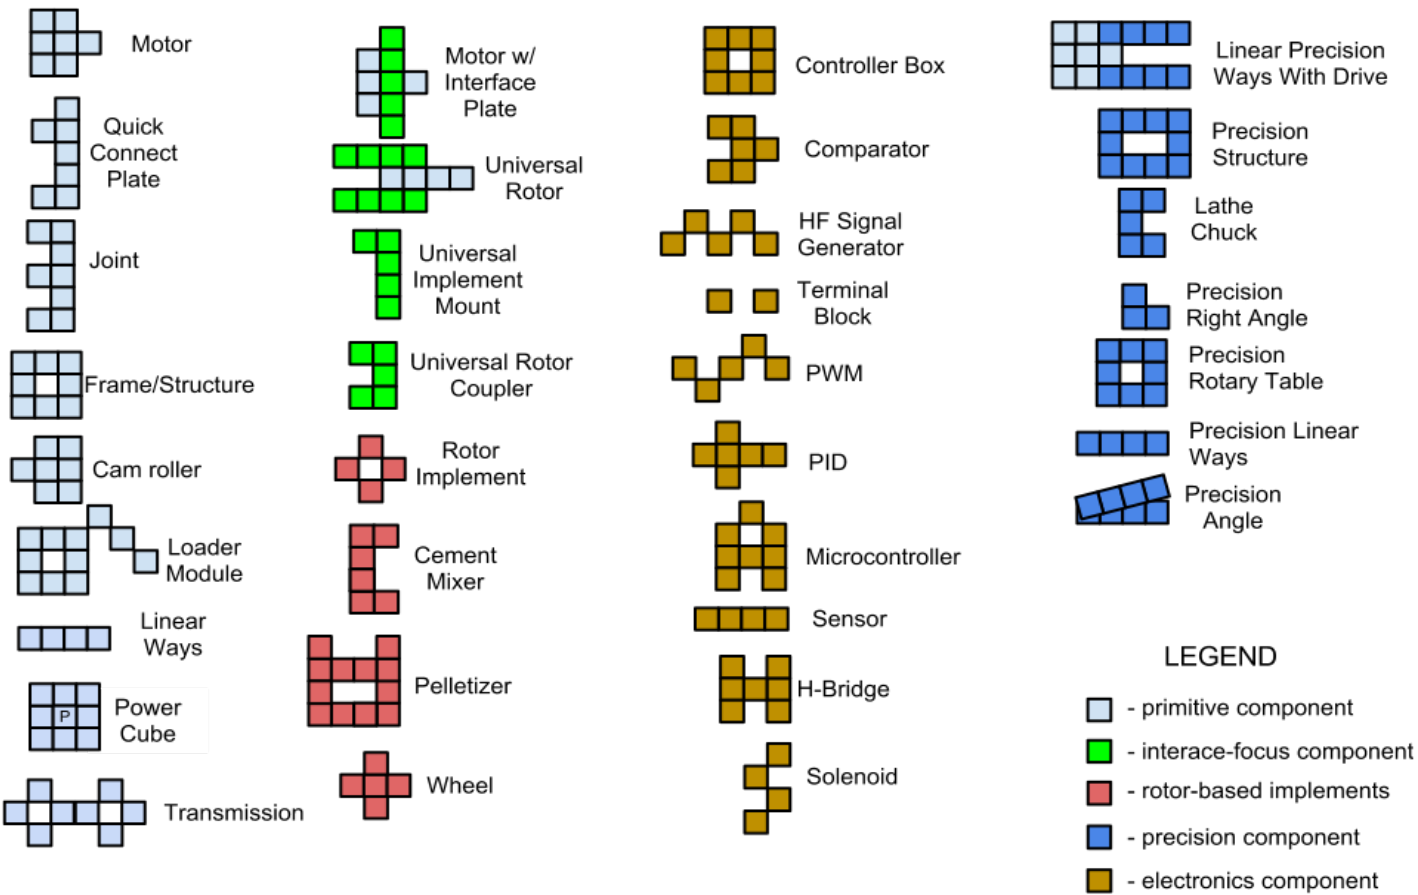 Motor
Quick
Connect
Plate
Joint
Frame/Structure
Cam roller
Loader
Module
Linear
Ways
P
Power
Cube
Transmission
Motor w/
Interface
Plate
Universal
Rotor
Universal
Implement
Mount
Universal Rotor
Coupler
Rotor
Implement
Cement
Mixer
Pelletizer
Wheel
Controller Box
Comparator
HF Signal
Generator
Terminal
Block
PWM
PID
Microcontroller
Sensor
H-Bridge
Solenoid
Linear Precision
Ways With Drive
Precision
Structure
Lathe
Chuck
Precision
Right Angle
Precision
Rotary Table
Precision Linear
Ways
Precision
Angle
LEGEND
- primitive component
- interace-focus component
- rotor-based implements
- precision component
- electronics component